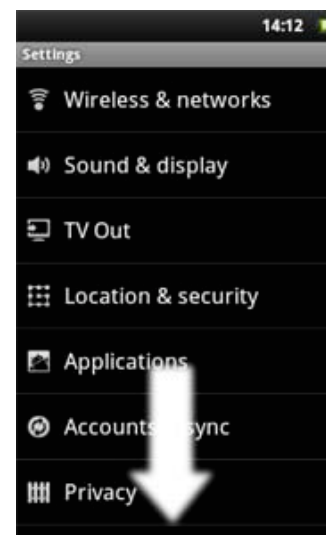 14:12
Settings
Wireless & networks
Sound & display
TV Out
Location & security
Applications
Accounts sync
Privacy